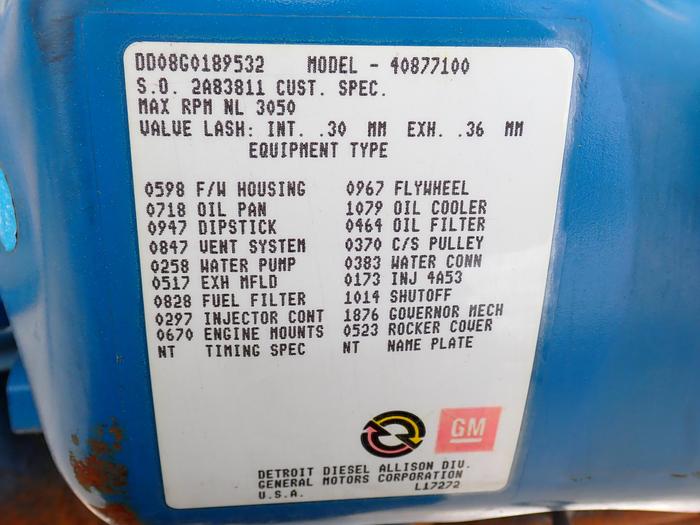 DD08G0189532 MODEL - 40877100
S.O. 2A83811 CUST. SPEC.
MAX RPM NL 3050
VALVE LASH: INT. .30 MM EXH. .36 MM
EQUIPMENT TYPE
0598 F/W HOUSING 0967 FLYWHEEL
0718 OIL PAN 1079 OIL COOLER
0947 DIPSTICK 0464 OIL FILTER
0847 VENT SYSTEM 0370 C/S PULLEY
0258 WATER PUMP 0383 WATER CONN
0517 EXH MFLD 0173 INJ 4A53
0828 FUEL FILTER 1014 SHUTOFF
0297 INJECTOR CONT 1876 GOVERNOR MECH
0670 ENGINE MOUNTS 0523 ROCKER COVER
NT TIMING SPEC NT NAME PLATE
GM
DETROIT DIESEL ALLISON DIV.
GENERAL MOTORS CORPORATION
U.S.A. L17272